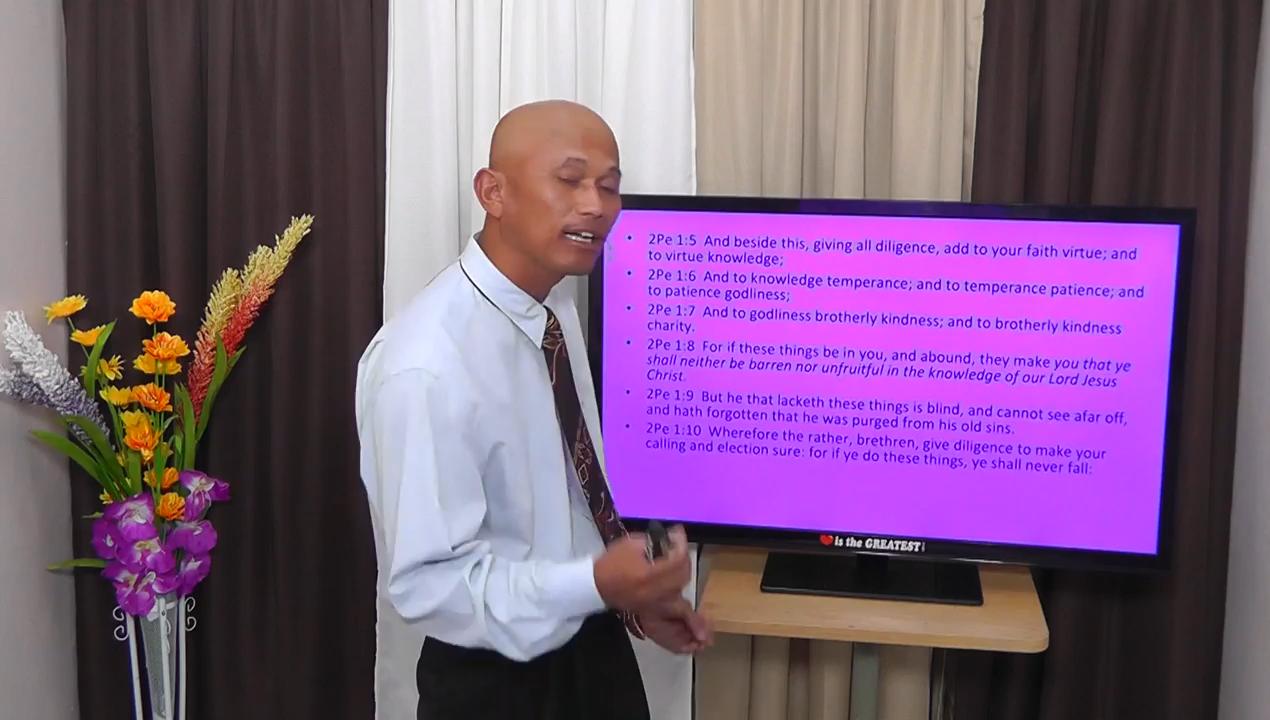 • 2Pe 1:5 And beside this, giving all diligence, add to your faith virtue; and
to virtue knowledge;
• 2Pe 1:6 And to knowledge temperance; and to temperance patience; and
to patience godliness;
• 2Pe 1:7 And to godliness brotherly kindness; and to brotherly kindness
charity.
• 2Pe 1:8 For if these things be in you, and abound, they make you that ye
shall neither be barren nor unfruitful in the knowledge of our Lord Jesus
Christ.
• 2Pe 1:9 But he that lacketh these things is blind, and cannot see afar off,
and hath forgotten that he was purged from his old sins.
• 2Pe 1:10 Wherefore the rather, brethren, give diligence to make your
calling and election sure: for if ye do these things, ye shall never fall:
❤is the GREATEST!